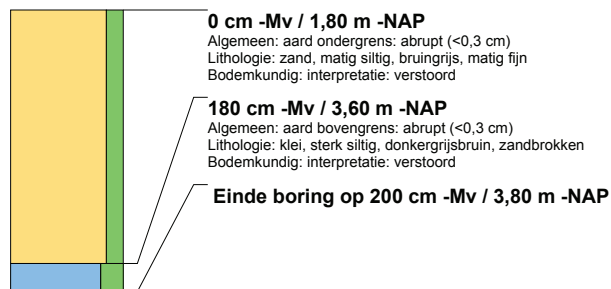 0 cm -Mv / 1,80 m -NAP
Algemeen: aard ondergrens: abrupt (<0,3 cm)
Lithologie: zand, matig siltig, bruingrijs, matig fijn
Bodemkundig: interpretatie: verstoord
180 cm -Mv / 3,60 m -NAP
Algemeen: aard bovengrens: abrupt (<0,3 cm)
Lithologie: klei, sterk siltig, donkergrijsbruin, zandbrokken
Bodemkundig: interpretatie: verstoord
Einde boring op 200 cm -Mv / 3,80 m -NAP